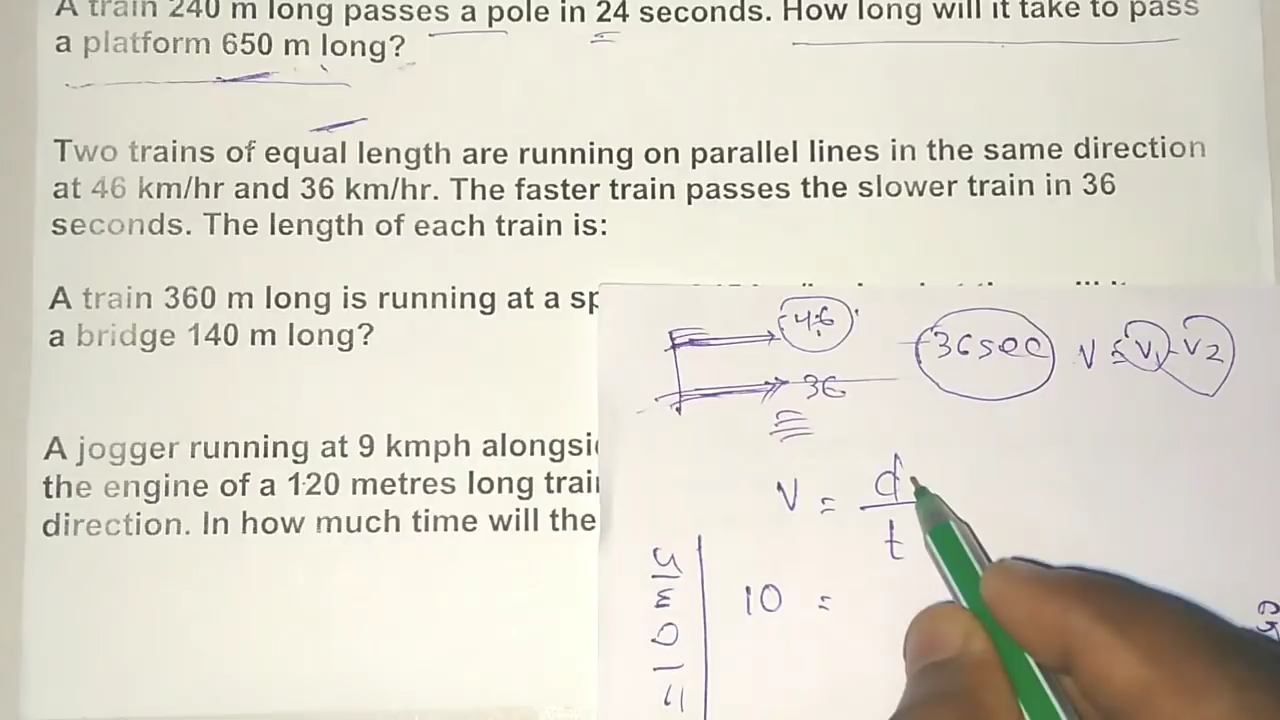 A train 240 m long passes a pole in 24 seconds. How long will it take to pass
a platform 650 m long?
Two trains of equal length are running on parallel lines in the same direction
at 46 km/hr and 36 km/hr. The faster train passes the slower train in 36
seconds. The length of each train is:
A train 360 m long is running at a sp
a bridge 140 m long?
A jogger running at 9 kmph alongsi
the engine of a 120 metres long trai
direction. In how much time will the
46
36
36sec
V = V1 - V2
V = d
t
10 =